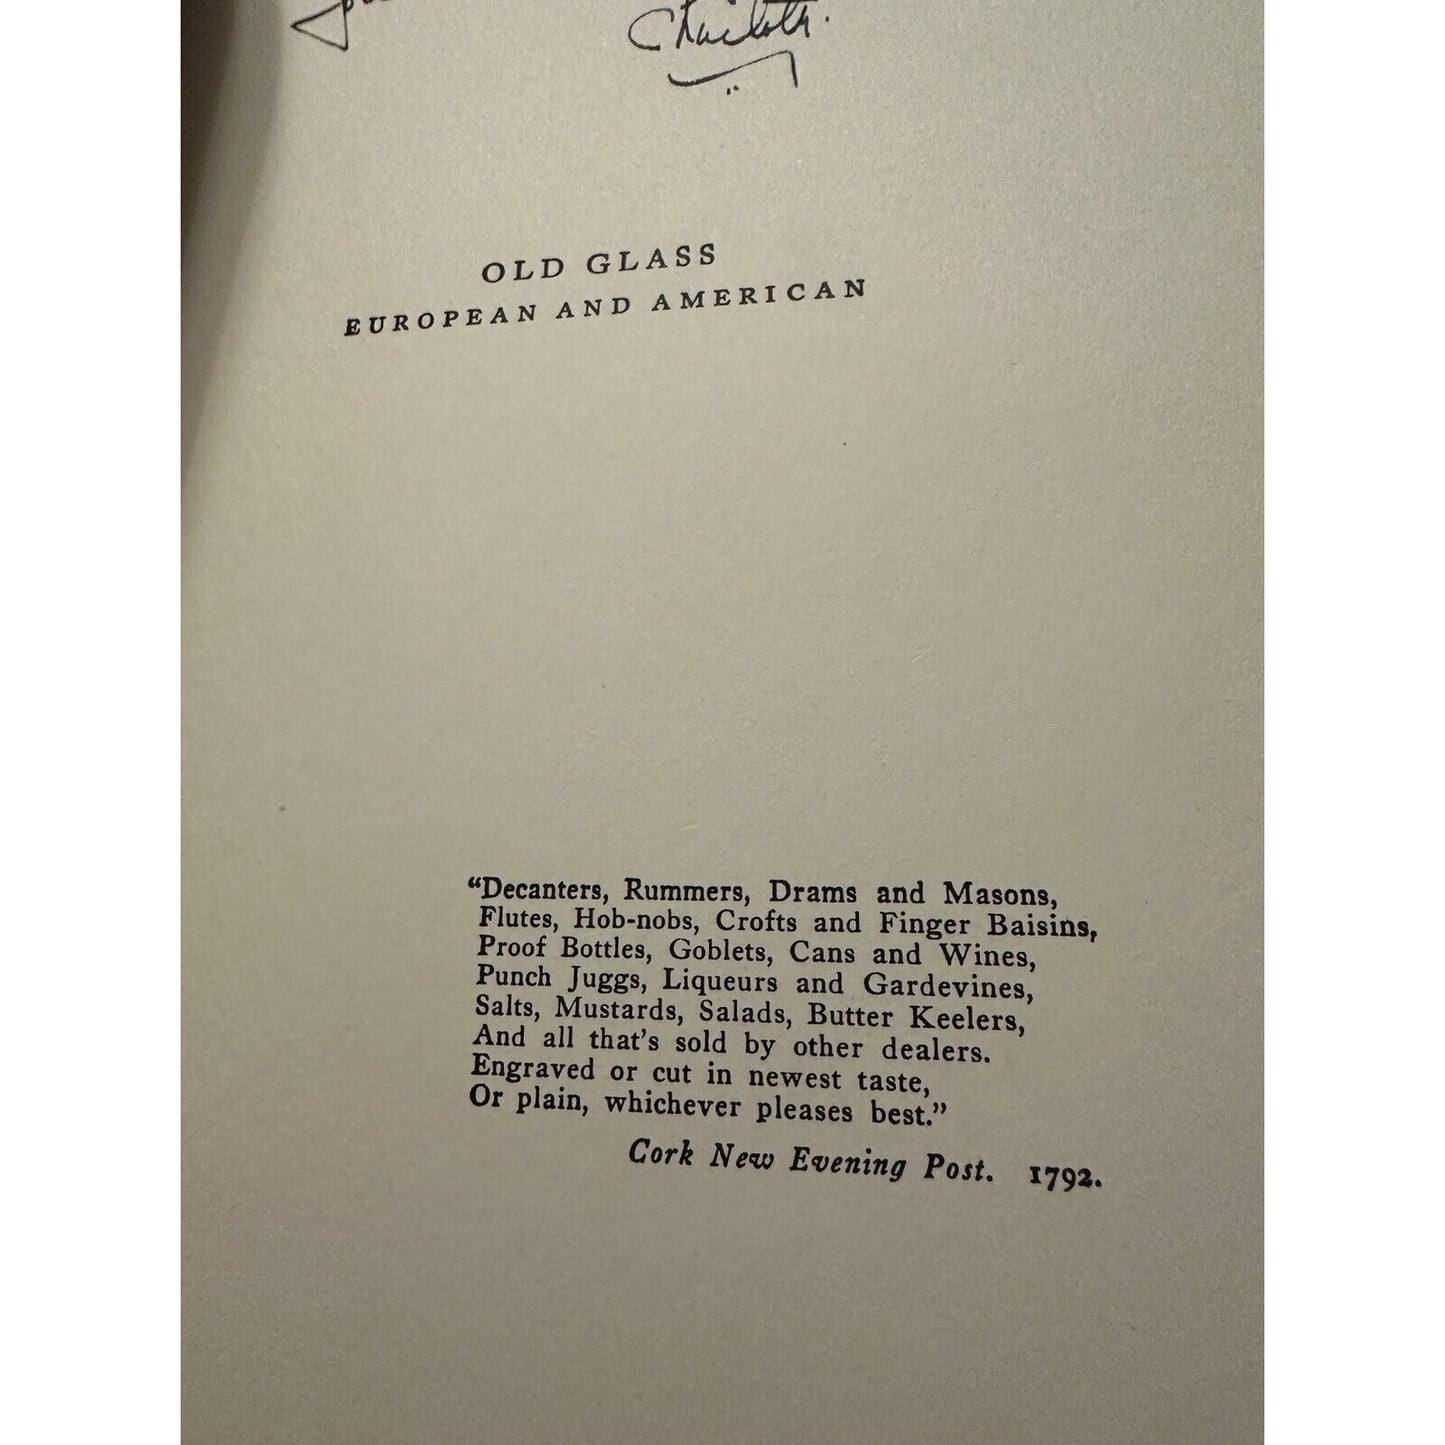 Charlotte.
OLD GLASS
EUROPEAN AND AMERICAN
“Decanters, Rummers, Drams and Masons,
Flutes, Hob-nobs, Crofts and Finger Baisins,
Proof Bottles, Goblets, Cans and Wines,
Punch Juggs, Liqueurs and Gardevines,
Salts, Mustards, Salads, Butter Keelers,
And all that’s sold by other dealers.
Engraved or cut in newest taste,
Or plain, whichever pleases best.”
Cork New Evening Post. 1792.